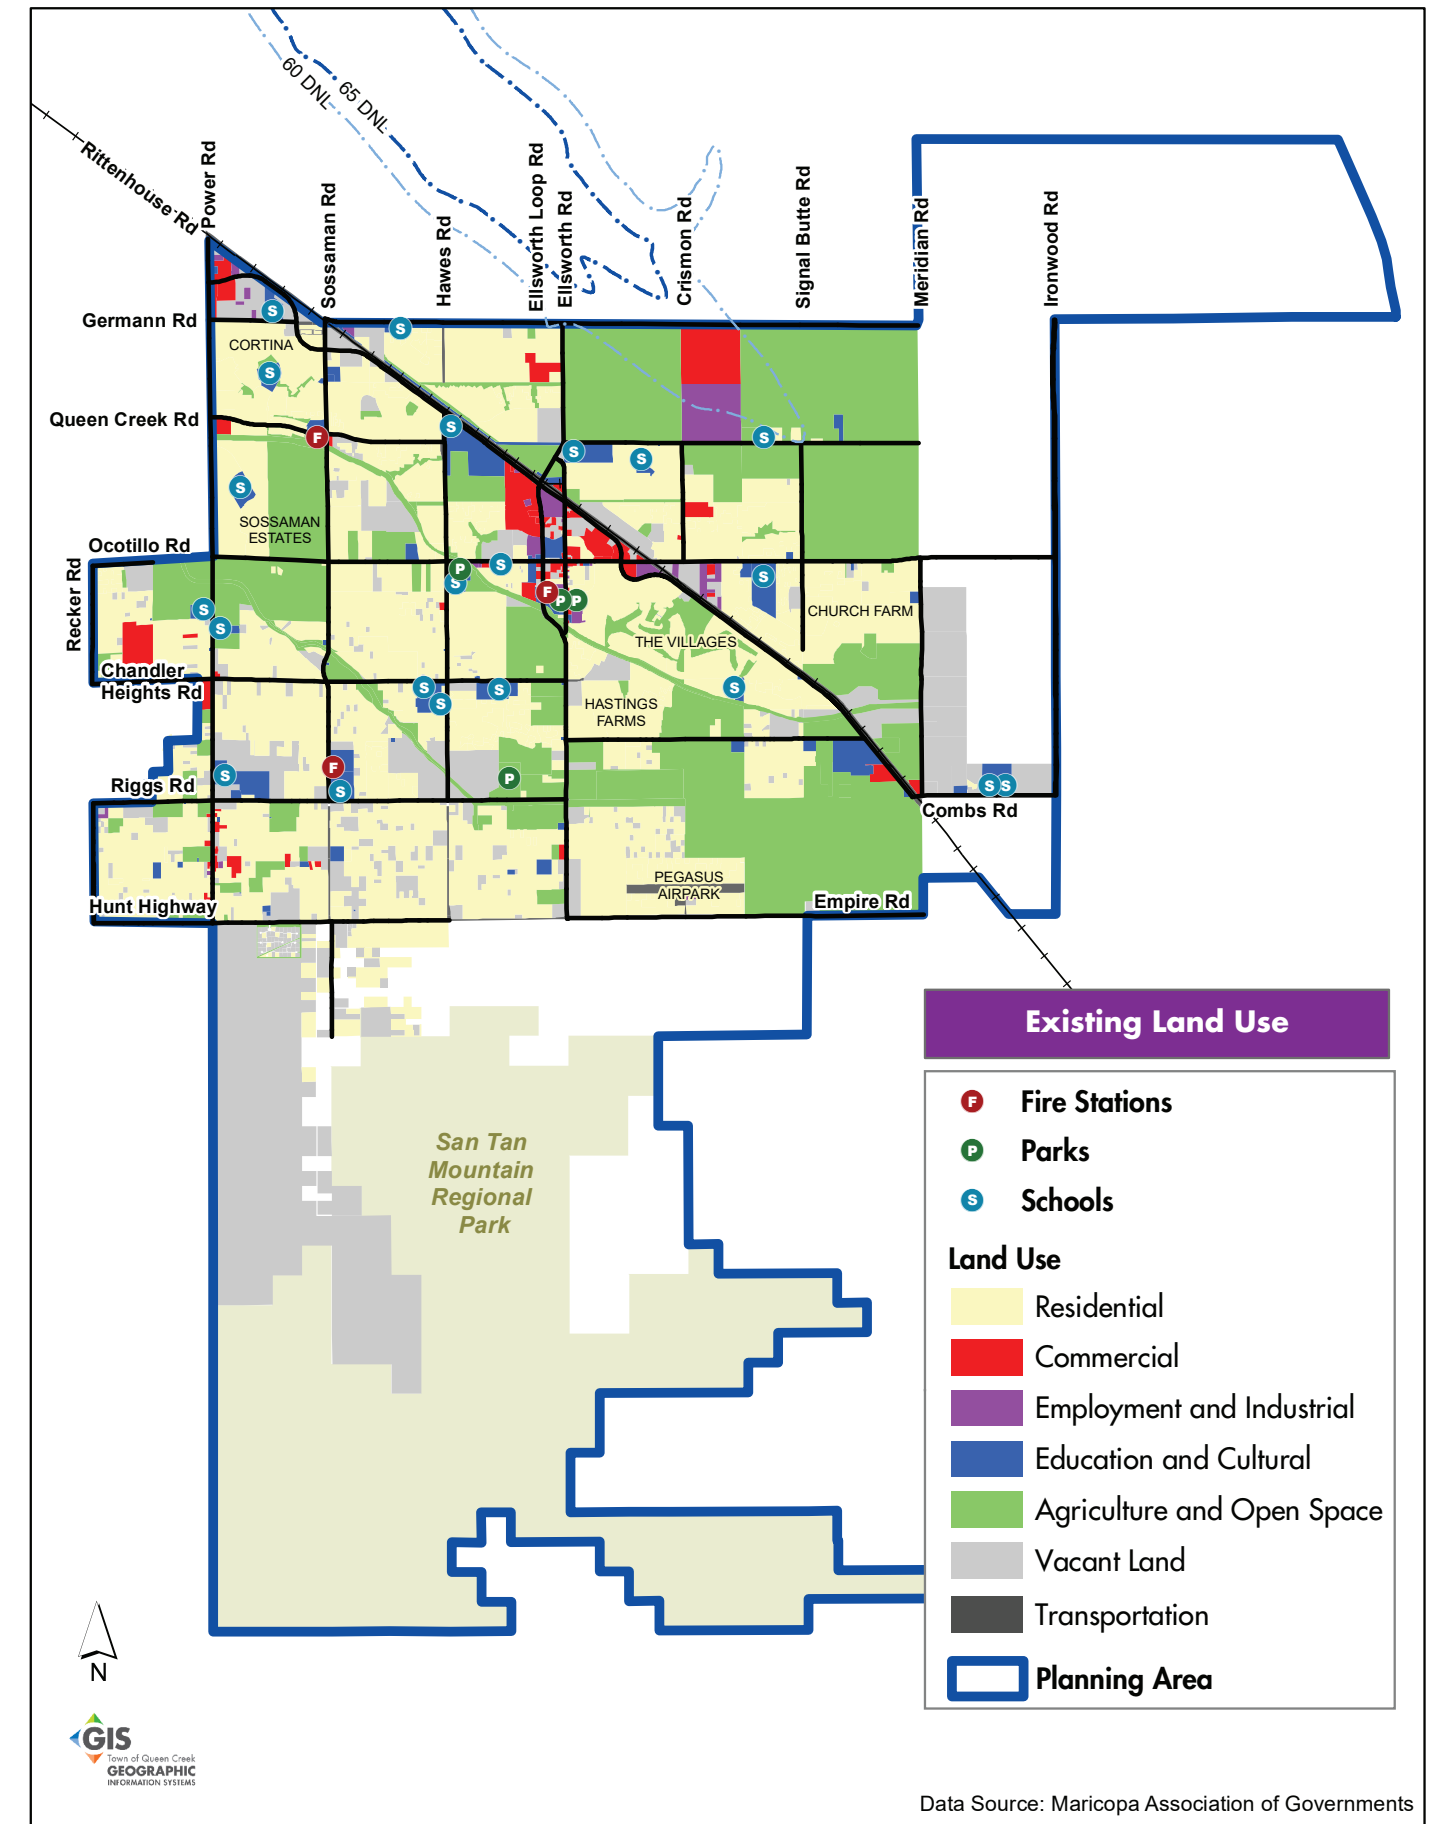 60 DNL
65 DNL
Rittenhouse Rd
Power Rd
Sossaman Rd
Hawes Rd
Ellsworth Loop Rd
Ellsworth Rd
Crismon Rd
Signal Butte Rd
Meridian Rd
Ironwood Rd
Germann Rd
S
S
CORTINA
S
Queen Creek Rd
F
S
S
S
S
S
SOSSAMAN
ESTATES
Ocotillo Rd
Recker Rd
P
S
S
S
F
P
P
S
S
CHURCH FARM
THE VILLAGES
Chandler
Heights Rd
S
S
S
S
HASTINGS
FARMS
Riggs Rd
S
F
S
P
S
S
Combs Rd
PEGASUS
AIRPARK
Hunt Highway
Empire Rd
San Tan
Mountain
Regional
Park
Existing Land Use
F Fire Stations
P Parks
S Schools
Land Use
Residential
Commercial
Employment and Industrial
Education and Cultural
Agriculture and Open Space
Vacant Land
Transportation
Planning Area
N
GIS
Town of Queen Creek
GEOGRAPHIC
INFORMATION SYSTEMS
Data Source: Maricopa Association of Governments